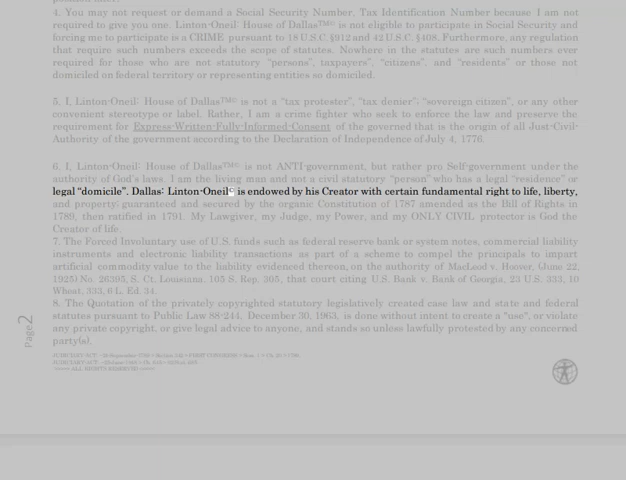 4. You may not request or demand a Social Security Number, Tax Identification Number because I am not
required to give you one. Linton-Oneil: House of Dallas™© is not eligible to participate in Social Security and
forcing me to participate is a CRIME pursuant to 18 U.S.C. §912 and 42 U.S.C. §408. Furthermore, any regulation
that require such numbers exceeds the scope of statutes. Nowhere in the statutes are such numbers ever
required for those who are not statutory “persons”, taxpayers”, “citizens”, and “residents” or those not
domiciled on federal territory or representing entities so domiciled.
5. I, Linton-Oneil: House of Dallas™© is not a “tax protester”, “tax denier”; “sovereign citizen”, or any other
convenient stereotype or label, Rather, I am a crime fighter who seek to enforce the law and preserve the
requirement for Express-Written-Fully-Informed-Consent of the governed that is the origin of all Just-Civil-
Authority of the government according to the Declaration of Independence of July 4, 1776.
6. I, Linton-Oneil: House of Dallas™© is not ANTI-government, but rather pro Self-government under the
authority of God's laws. I am the living man and not a civil statutory “person” who has a legal “residence” or
legal “domicile”. Dallas: Linton-Oneil© is endowed by his Creator with certain fundamental right to life, liberty,
and property; guaranteed and secured by the organic Constitution of 1787 amended as the Bill of Rights in
1789, then ratified in 1791. My Lawgiver, my Judge, my Power, and my ONLY CIVIL protector is God the
Creator of life.
7. The Forced Involuntary use of U.S. funds such as federal reserve bank or system notes, commercial liability
instruments and electronic liability transactions as part of a scheme to compel the principals to impart
artificial commodity value to the liability evidenced thereon, on the authority of MacLeod v. Hoover, (June 22,
1925) No. 26395, S. Ct. Louisana. 105 S. Rep. 305, that court citing U.S. Bank v. Bank of Georgia, 23 U.S. 333, 10
Wheat. 333, 6 L. Ed. 34.
8. The Quotation of the privately copyrighted statutory legislatively created case law and state and federal
statutes pursuant to Public Law 88-244, December 30, 1963, is done without intent to create a "use", or violate
any private copyright, or give legal advice to anyone, and stands so unless lawfully protested by any concerned
party(s).
Page2